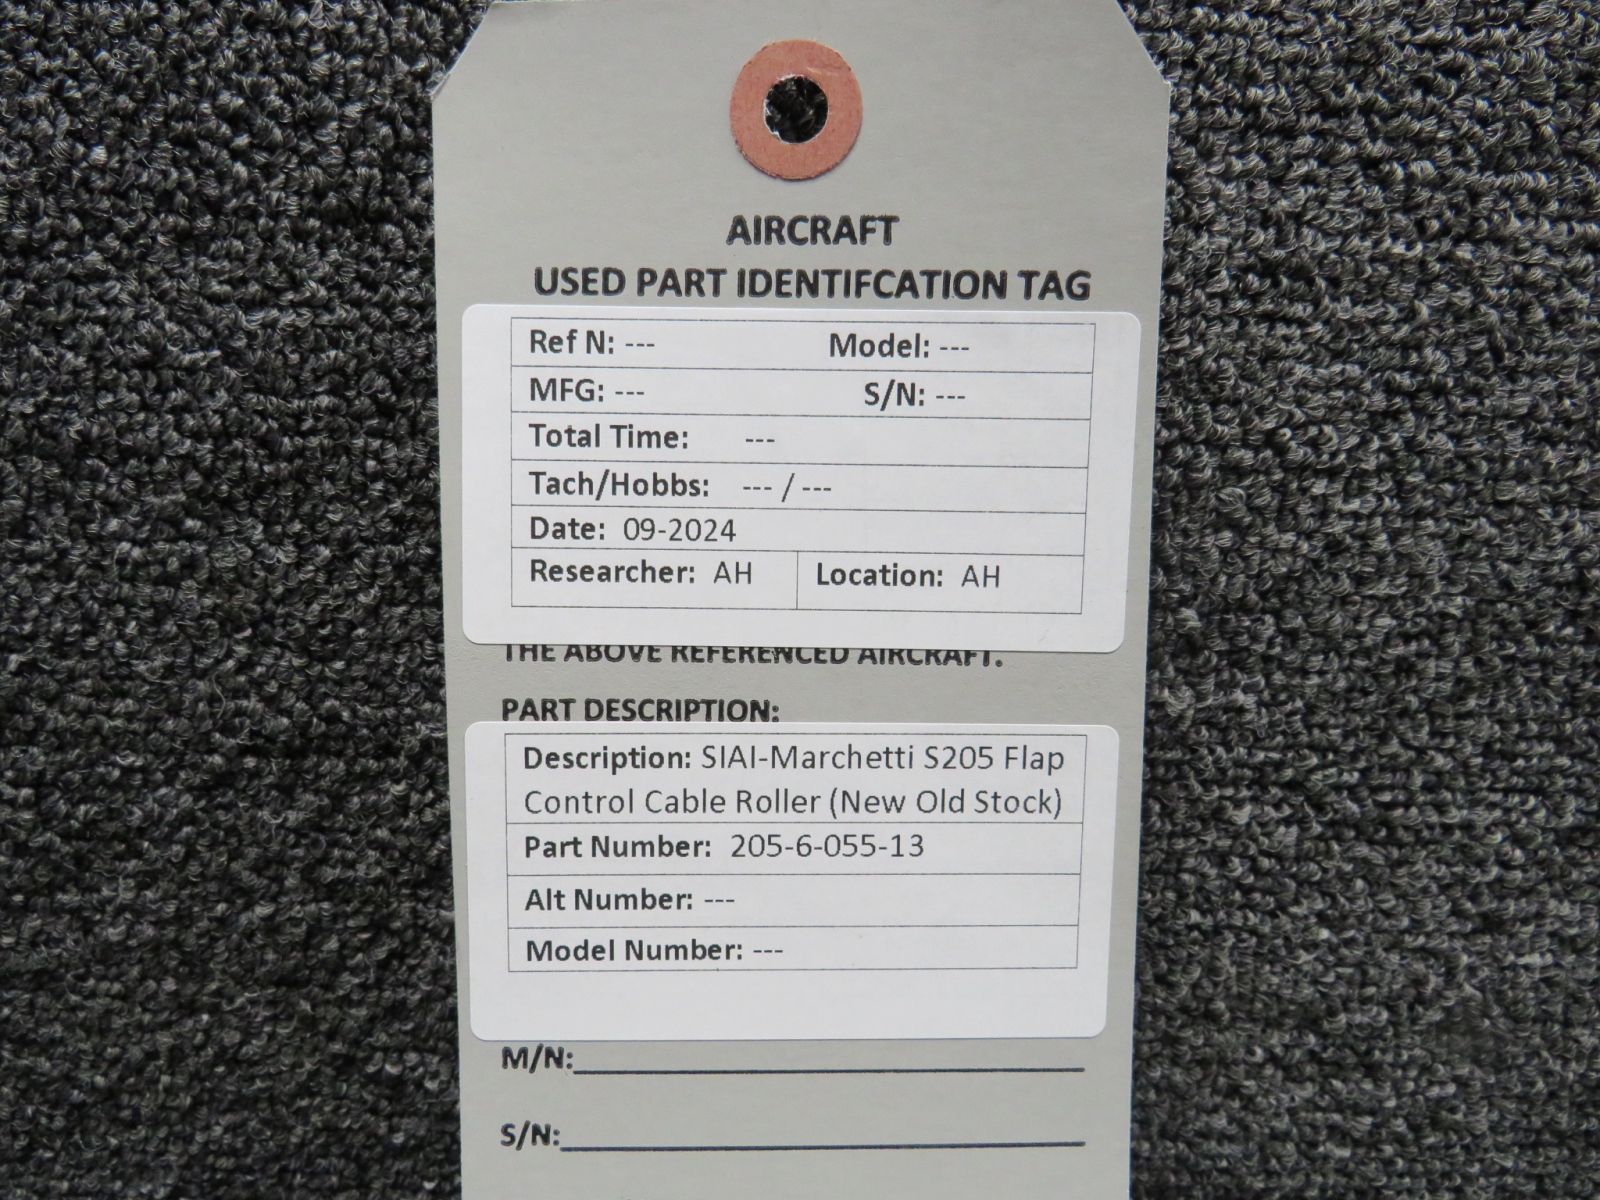 AIRCRAFT
USED PART IDENTIFCATION TAG
Ref N: --- Model: ---
MFG: --- S/N: ---
Total Time: ---
Tach/Hobbs: --- / ---
Date: 09-2024
Researcher: AH Location: AH
THE ABOVE REFERENCED AIRCRAFT.
PART DESCRIPTION:
Description: SIAI-Marchetti S205 Flap
Control Cable Roller (New Old Stock)
Part Number: 205-6-055-13
Alt Number: ---
Model Number: ---
M/N:
S/N: